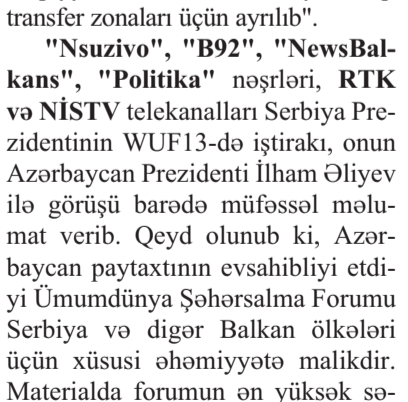 transfer zonaları üçün ayrılıb".
"Nsuzivo", "B92", "NewsBal-
kans", "Politika" nəşrləri, RTK
və NİSTV telekanalları Serbiya Pre-
zidentinin WUF13-də iştirakı, onun
Azərbaycan Prezidenti İlham Əliyev
ilə görüşü barədə müfəssəl məlu-
mat verib. Qeyd olunub ki, Azər-
baycan paytaxtının evsahibliyi etdi-
yi Ümumdünya Şəhərsalma Forumu
Serbiya və digər Balkan ölkələri
üçün xüsusi əhəmiyyətə malikdir.
Materialda forumun ən yüksək sə-